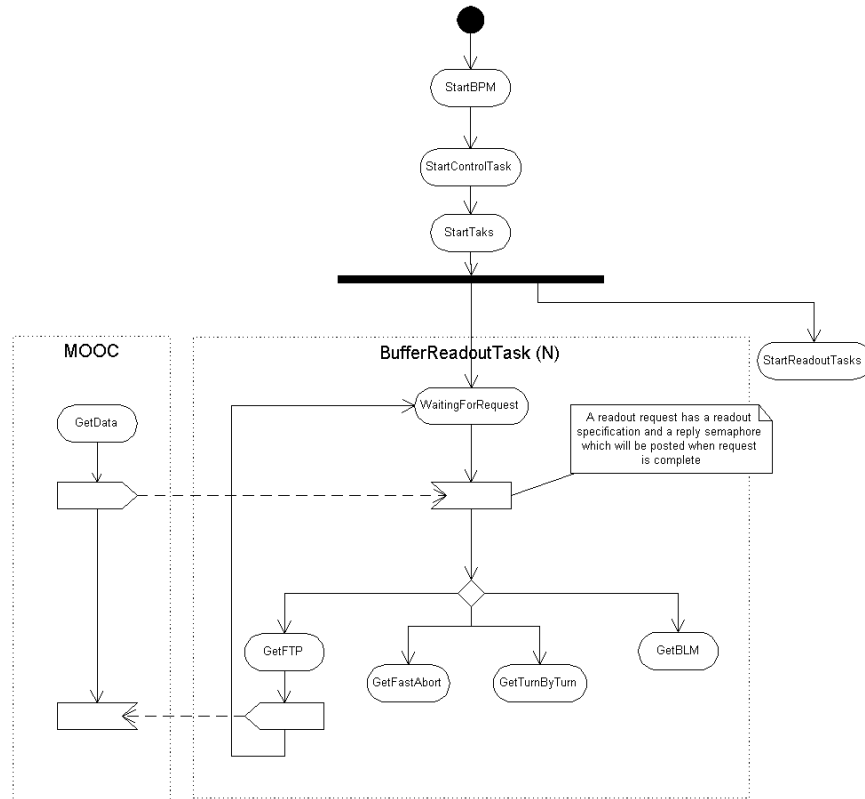 StartBPM
StartControlTask
StartTaks
StartReadoutTasks
MOOC
BufferReadoutTask (N)
GetData
WaitingForRequest
A readout request has a readout
specification and a reply semaphore
which will be posted when request
is complete
GetFTP
GetFastAbort
GetTurnByTurn
GetBLM